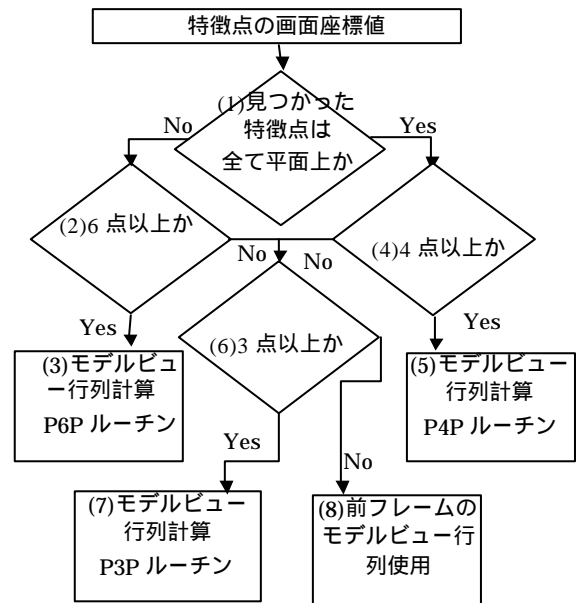 特徴点の画面座標値
(1)見つかった
特徴点は
全て平面上か
No
Yes
(2)6 点以上か
(4)4 点以上か
No
No
Yes
(6)3 点以上か
Yes
(3)モデルビュ
ー行列計算
P6P ルーチン
(5)モデルビュー
行列計算
P4P ルーチン
Yes
No
(7)モデルビュー
行列計算
P3P ルーチン
(8)前フレームの
モデルビュー行
列使用